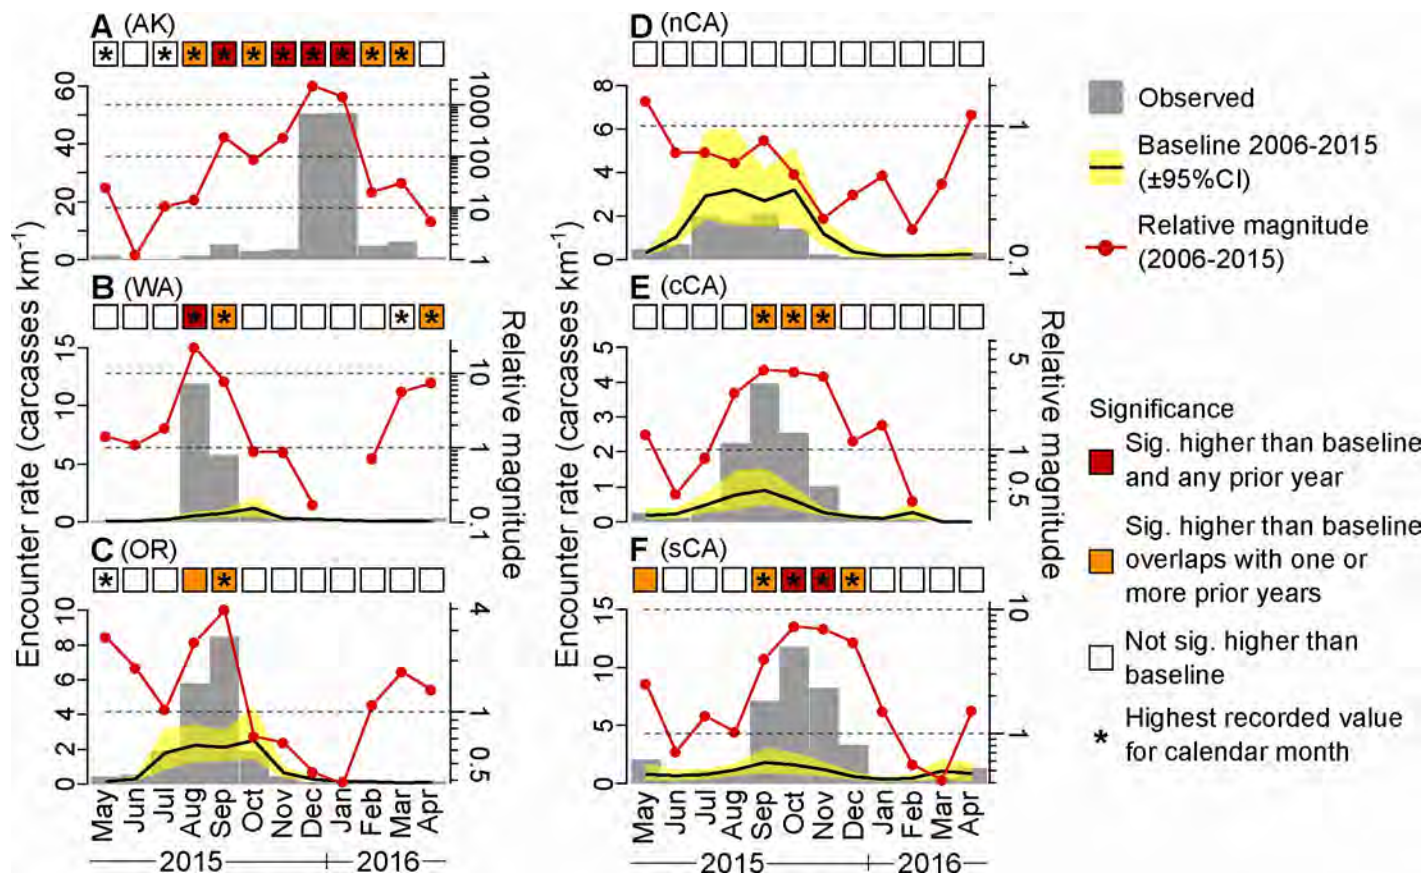 A (AK)
* * * * * * * * * *
60
40
20
0
1000
100
10
1
B (WA)
* * * *
15
10
5
0
10
1
0.1
C (OR)
* *
10
8
6
4
2
0
4
1
0.5
Encounter rate (carcasses km-1)
Relative magnitude
May Jun Jul Aug Sep Oct Nov Dec Jan Feb Mar Apr
2015 2016
D (nCA)
8
6
4
2
0
1
0.1
E (cCA)
* * *
5
4
3
2
1
0
5
1
0.5
F (sCA)
* * * *
15
10
5
0
10
1
Encounter rate (carcasses km-1)
Relative magnitude
May Jun Jul Aug Sep Oct Nov Dec Jan Feb Mar Apr
2015 2016
Observed
Baseline 2006-2015
(±95%CI)
Relative magnitude
(2006-2015)
Significance
Sig. higher than baseline
and any prior year
Sig. higher than baseline
overlaps with one or
more prior years
Not sig. higher than
baseline
* Highest recorded value
for calendar month